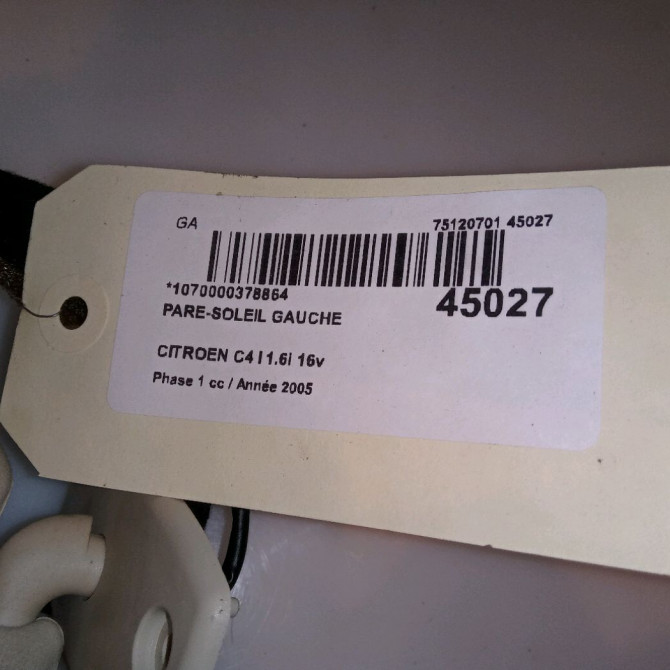 GA 75120701 45027
*1070000378864
45027
PARE-SOLEIL GAUCHE
CITROEN C4 I 1.6i 16v
Phase 1 cc / Année 2005